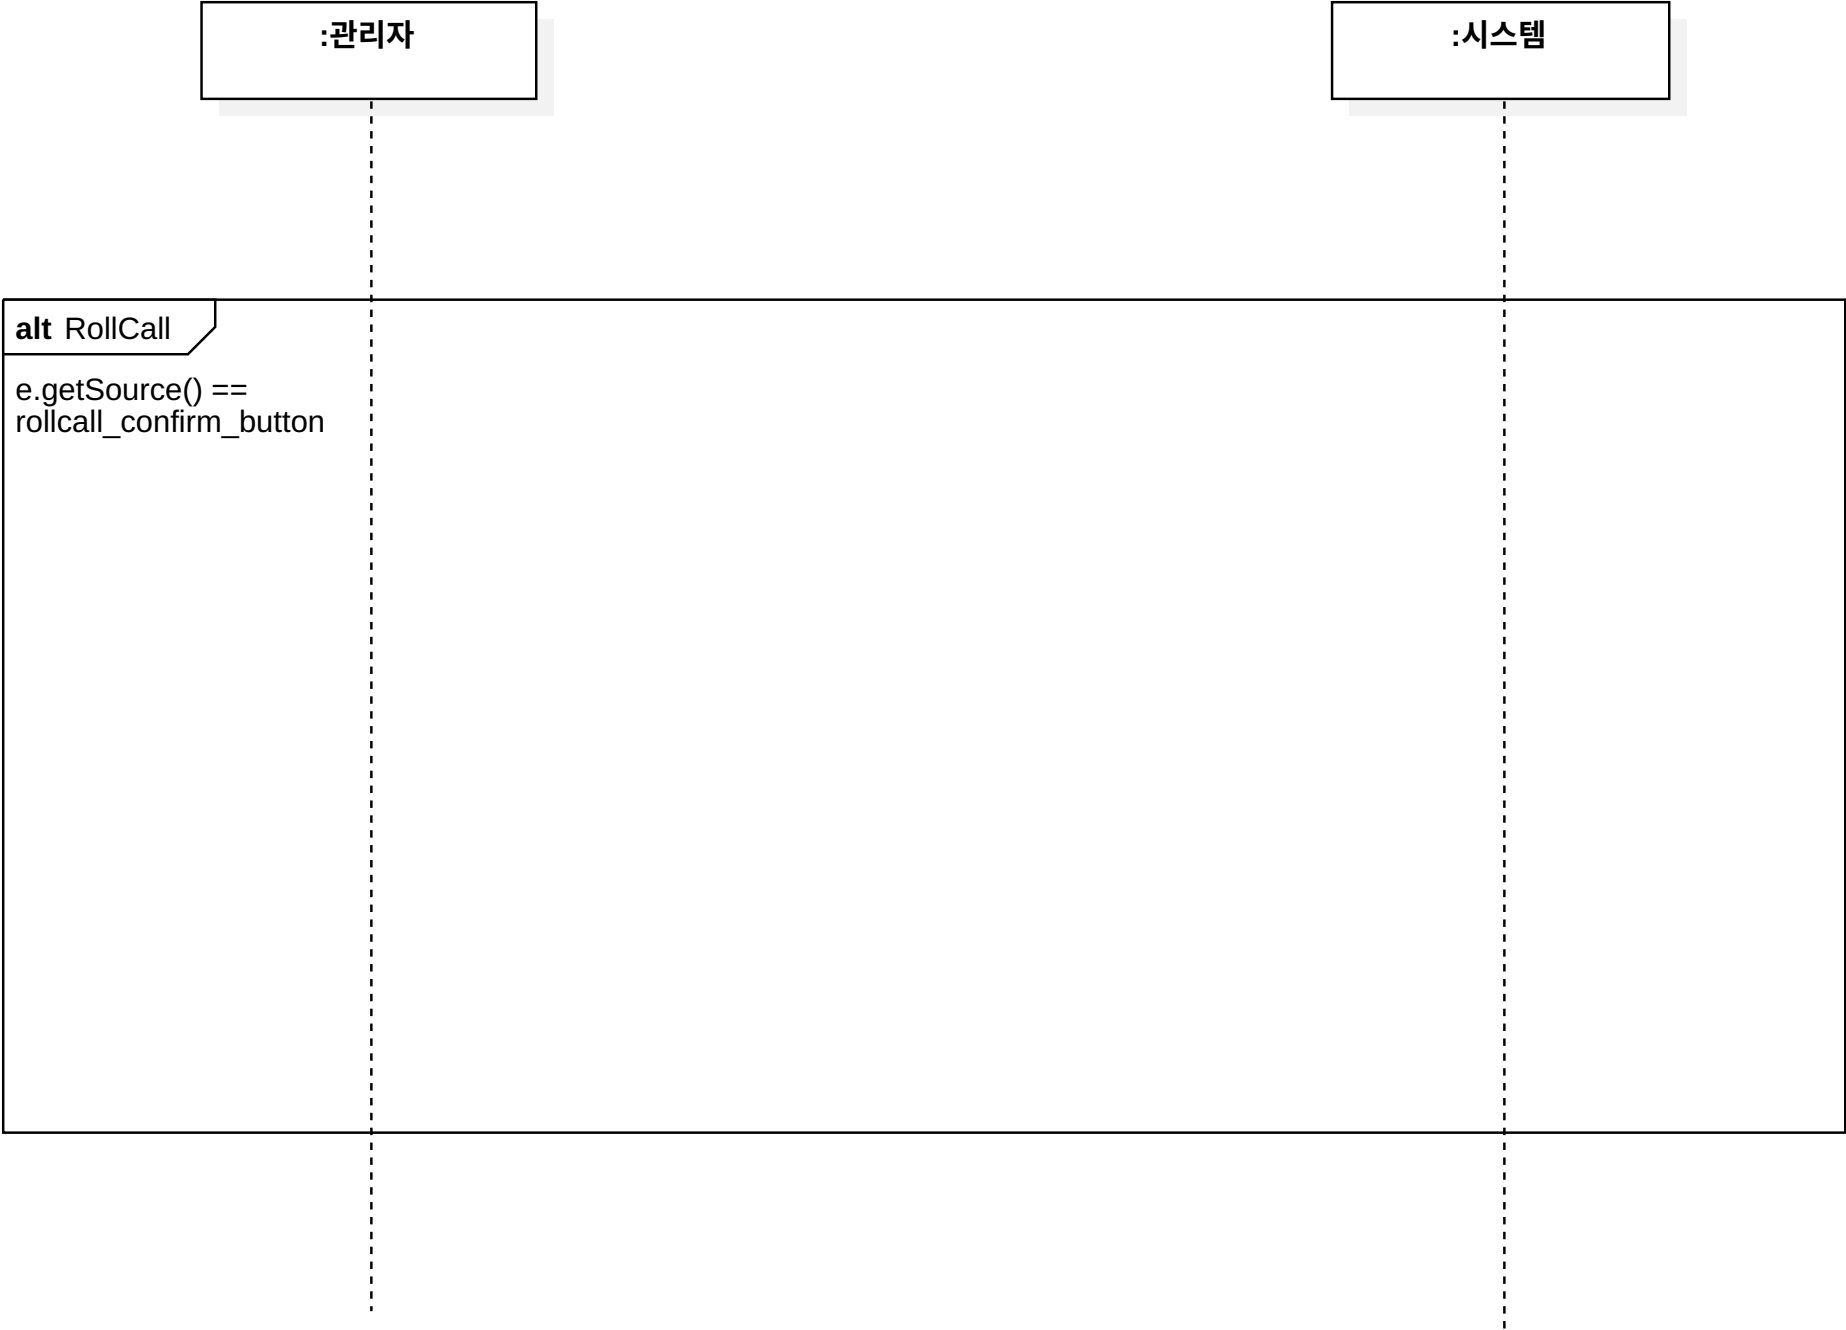 :관리자
:시스템
alt RollCall
e.getSource() ==
rollcall_confirm_button